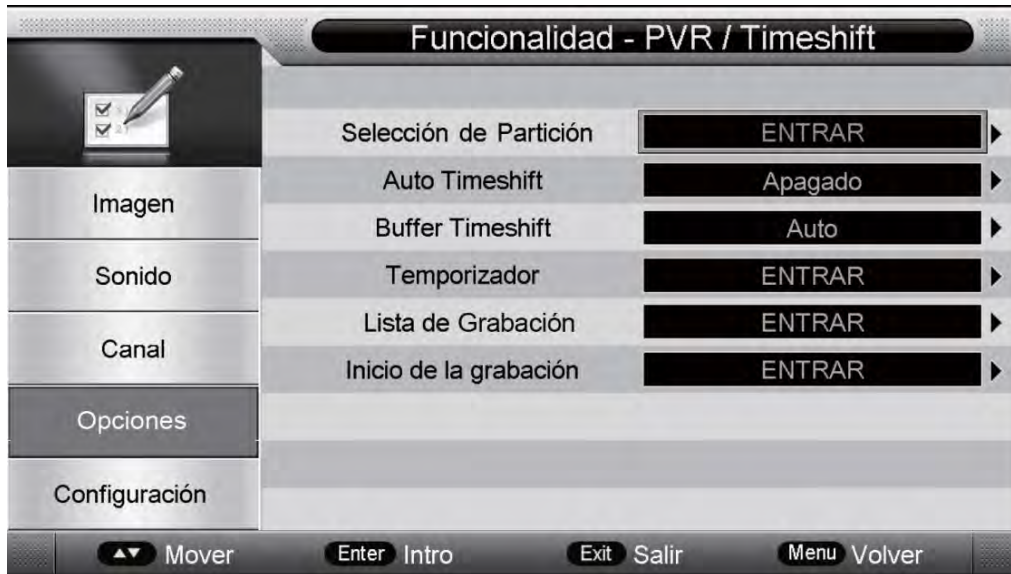 Funcionalidad - PVR / Timeshift
Selección de Partición ENTRAR
Auto Timeshift Apagado
Buffer Timeshift Auto
Temporizador ENTRAR
Lista de Grabación ENTRAR
Inicio de la grabación ENTRAR
Imagen
Sonido
Canal
Opciones
Configuración
Mover Enter Intro Exit Salir Menu Volver